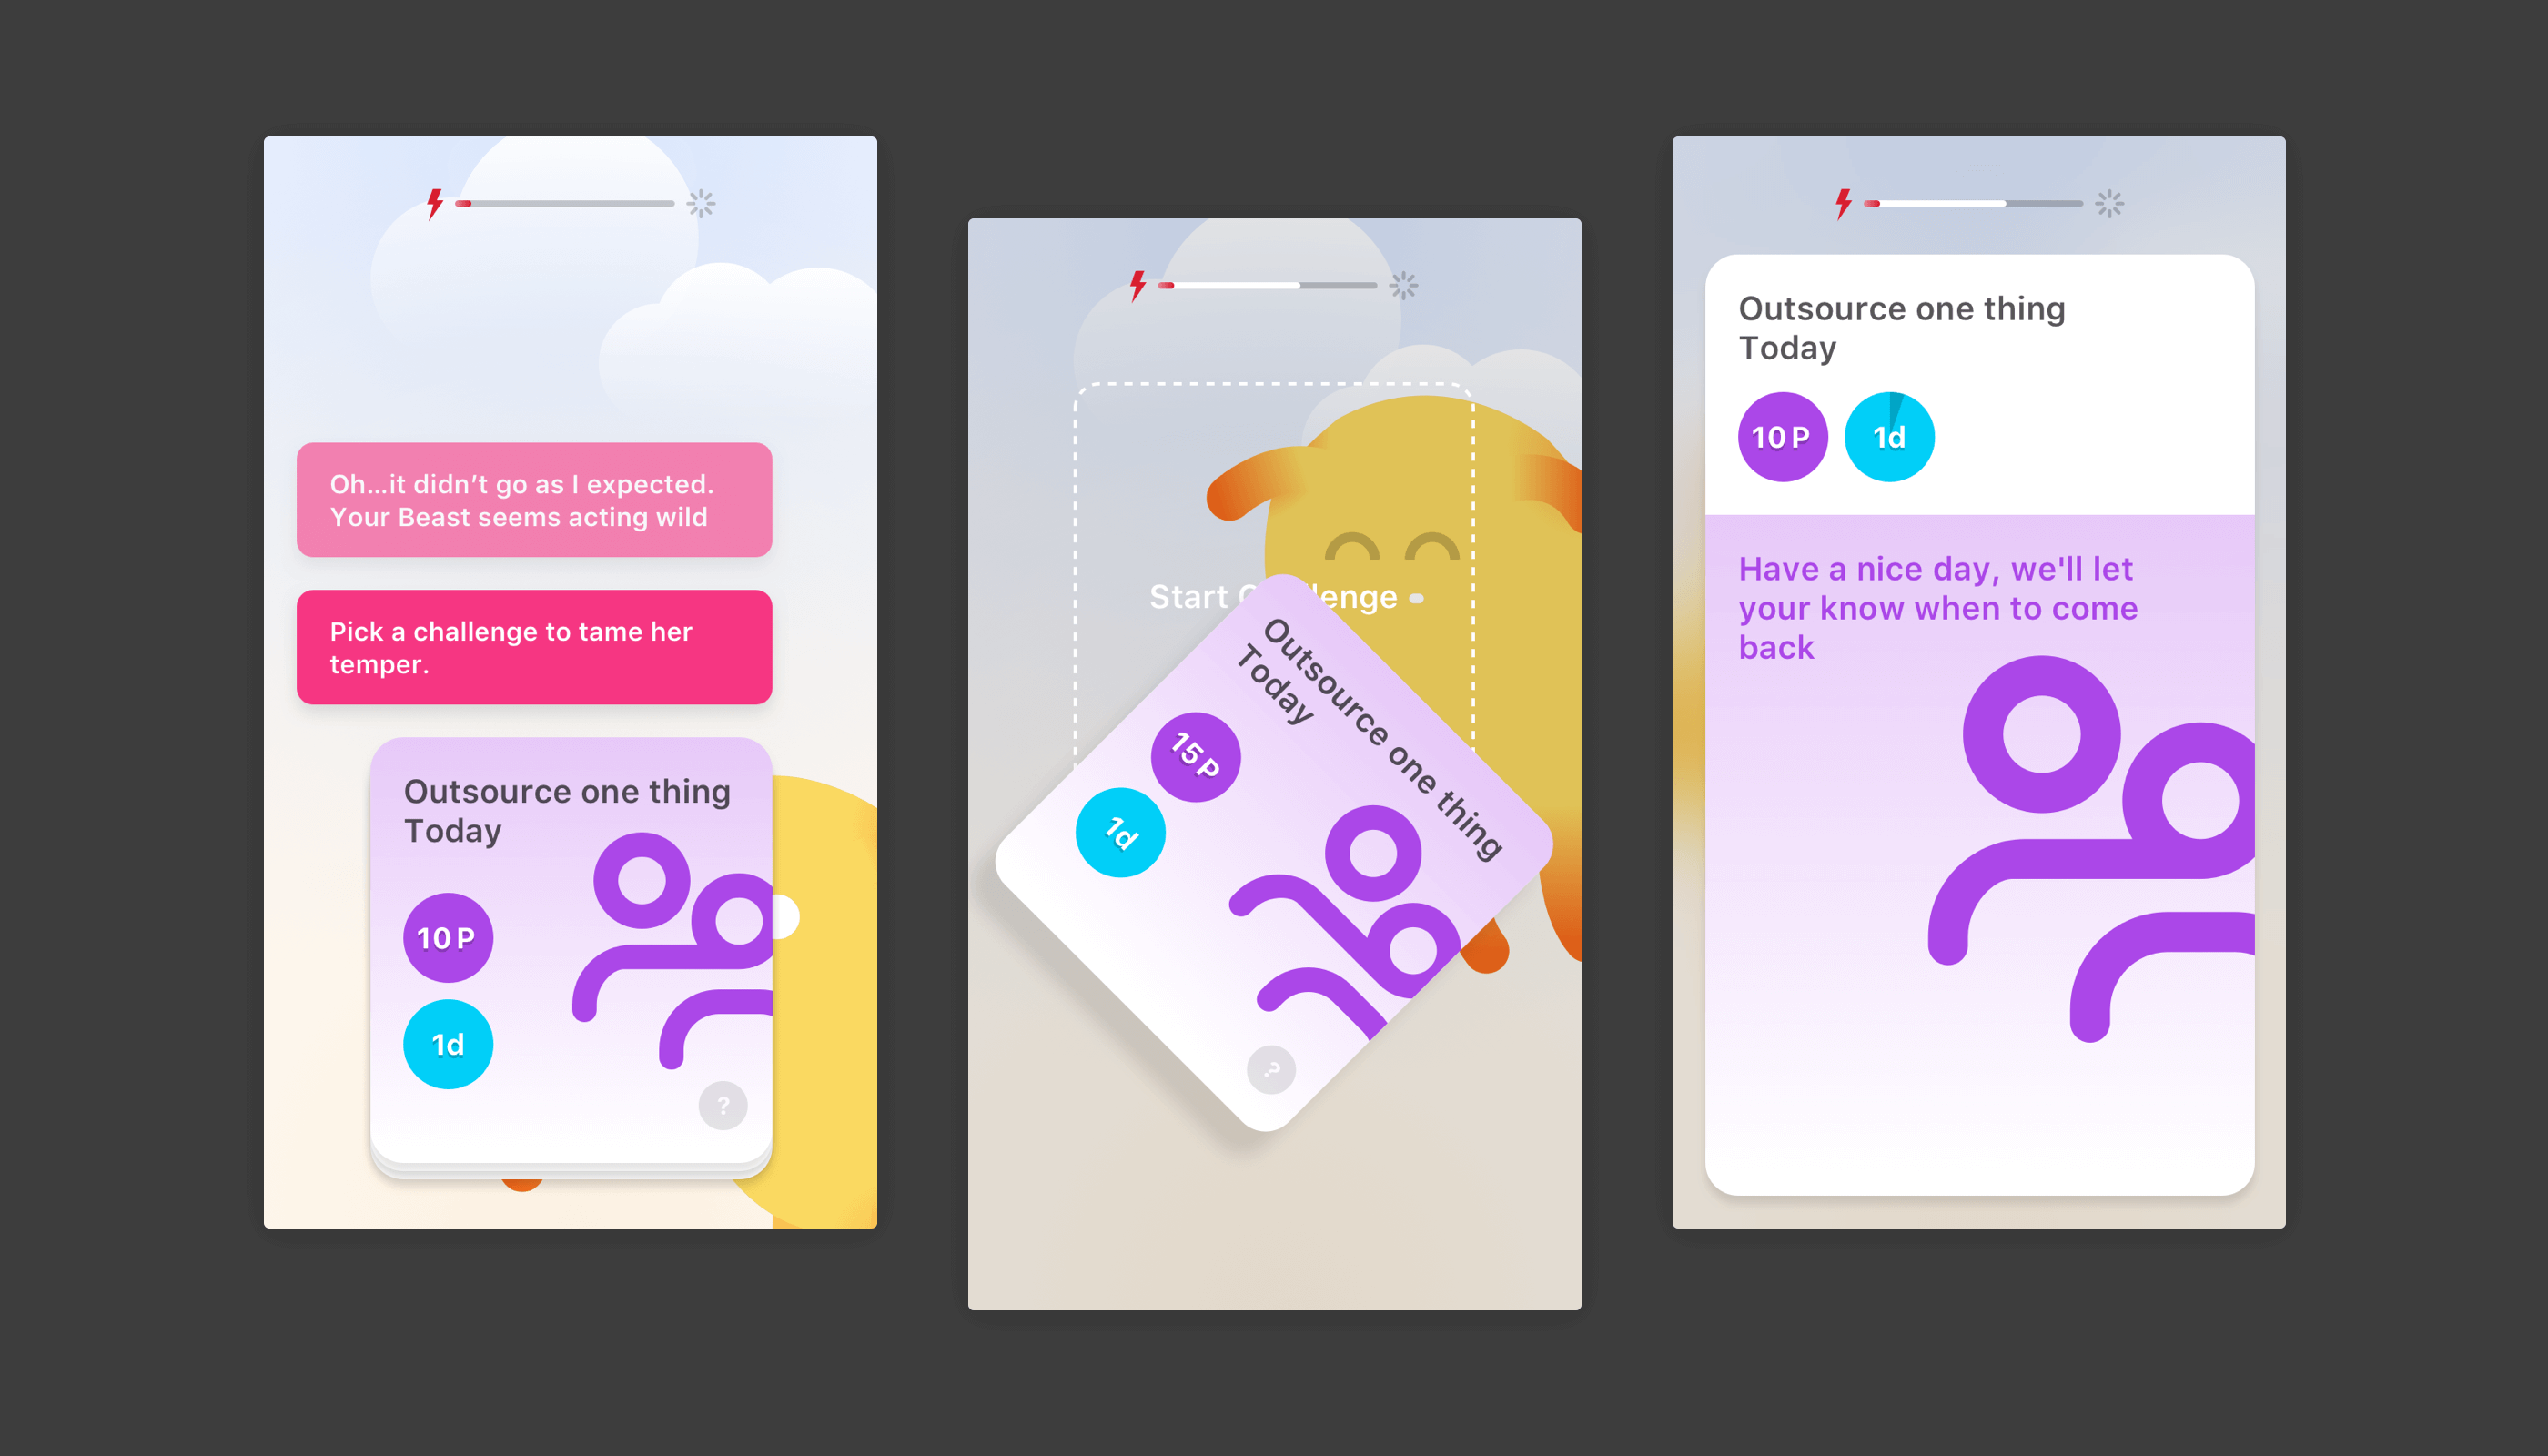 Oh...it didn’t go as I expected.
Your Beast seems acting wild
Pick a challenge to tame her
temper.
Outsource one thing
Today
10 P
1d
?
Start C lenge
Outsource one thing
Today
15 P
1d
?
Outsource one thing
Today
10 P
1d
Have a nice day, we'll let
your know when to come
back